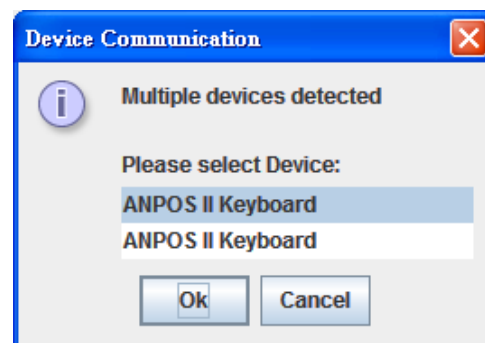 Device Communication
Multiple devices detected
Please select Device:
ANPOS II Keyboard
ANPOS II Keyboard
Ok Cancel